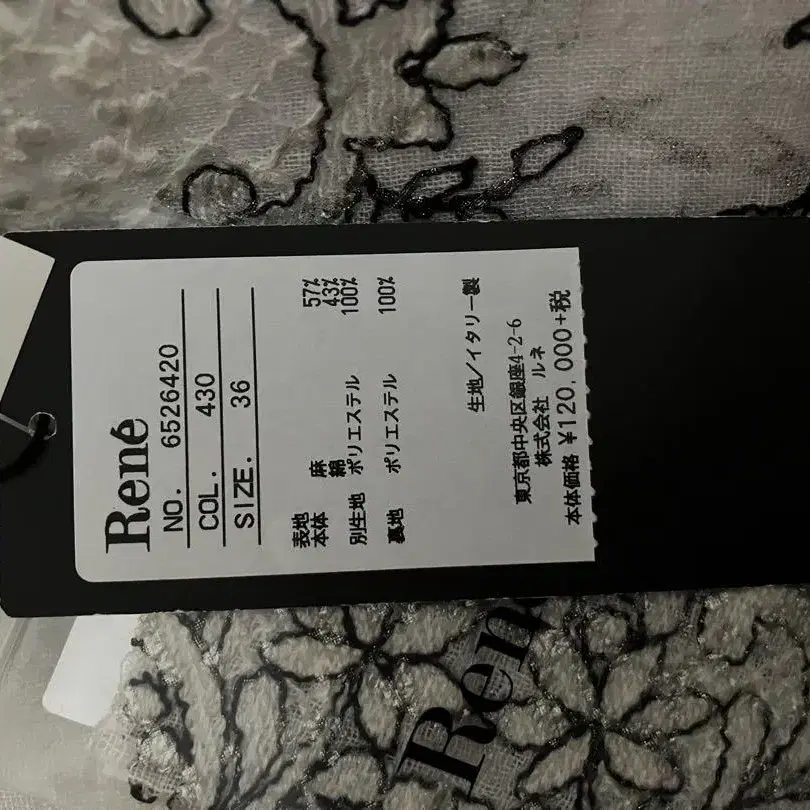 René
NO. 6526420
COL. 430
SIZE. 36
表地
本体 麻 57%
綿 43%
別生地 ポリエステル 100%
裏地 ポリエステル 100%
生地/イタリー製
東京都中央区銀座4-2-6
株式会社 ルネ
本体価格 ¥120,000+税
René